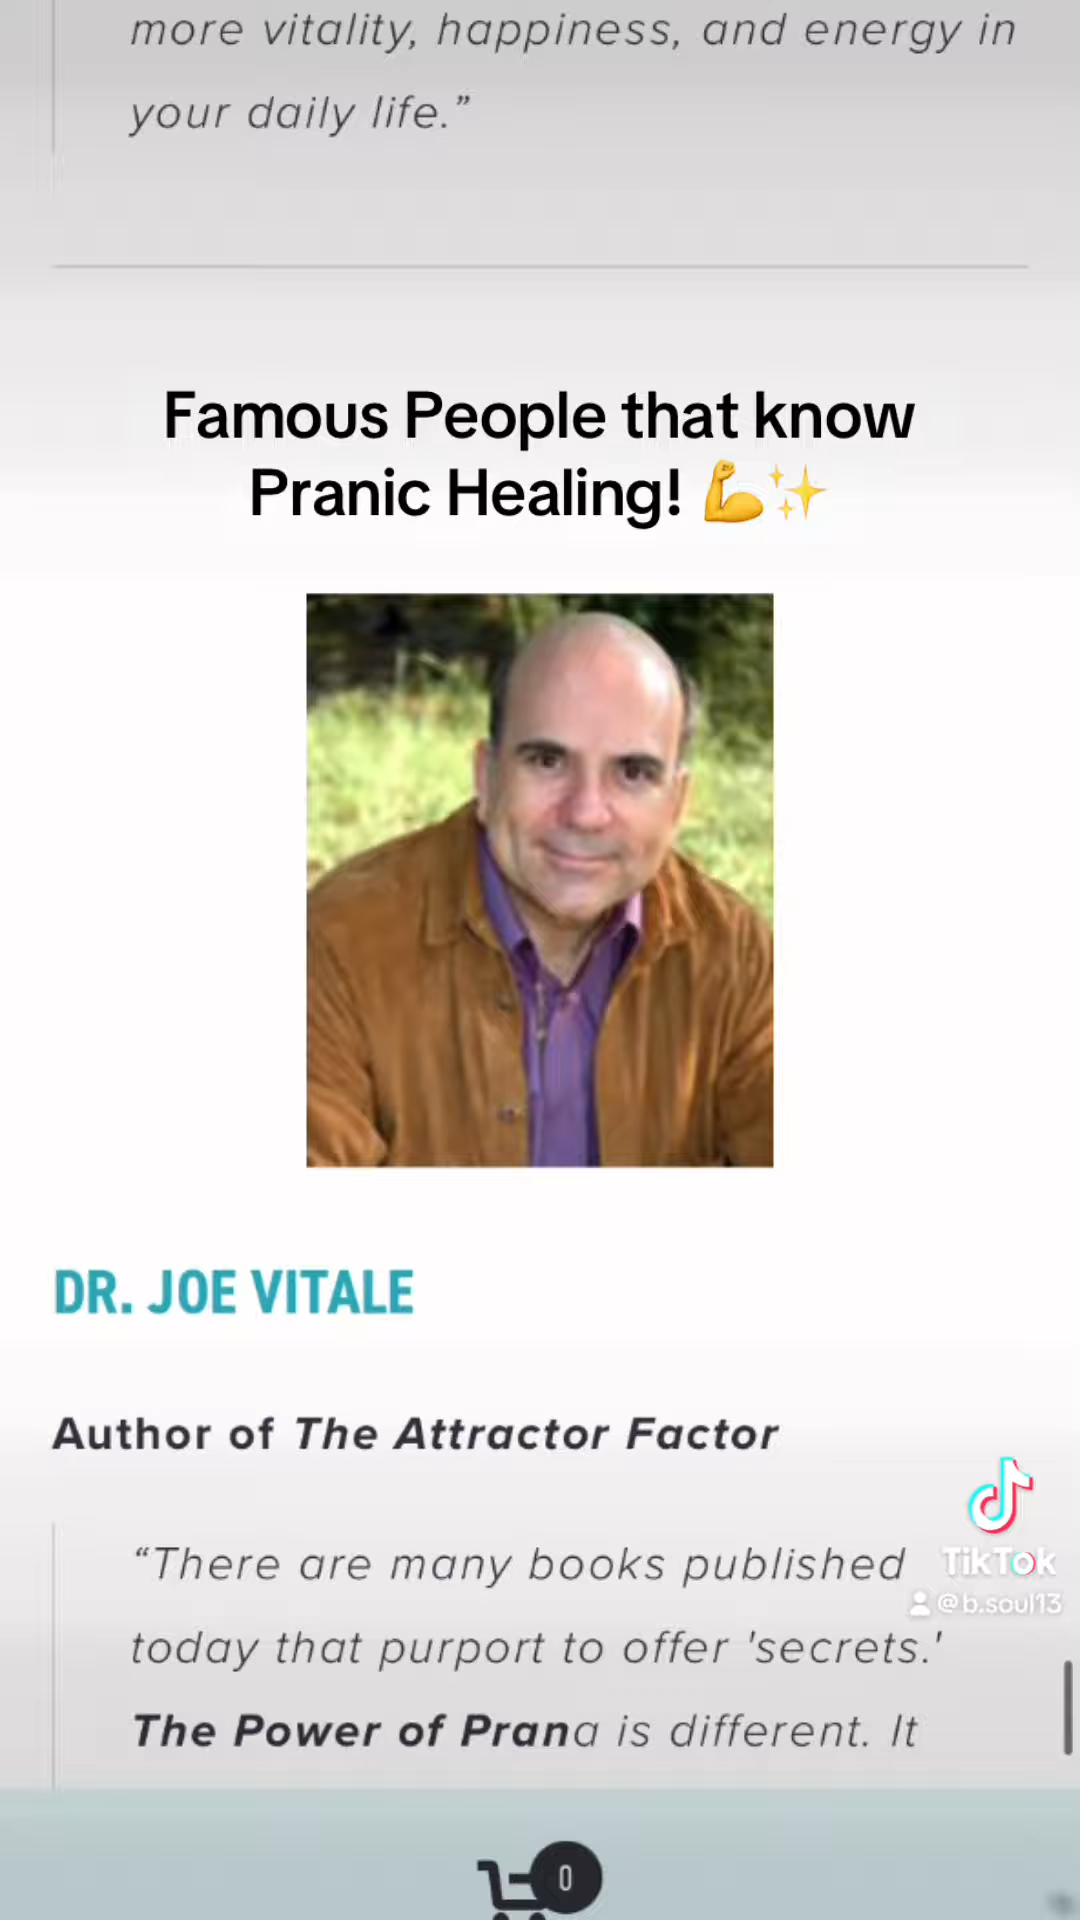 more vitality, happiness, and energy in
your daily life.”
Famous People that know
Pranic Healing! 💪✨
DR. JOE VITALE
Author of The Attractor Factor
“There are many books published
today that purport to offer 'secrets.'
The Power of Prana is different. It
TikTok
@b.soul13
0